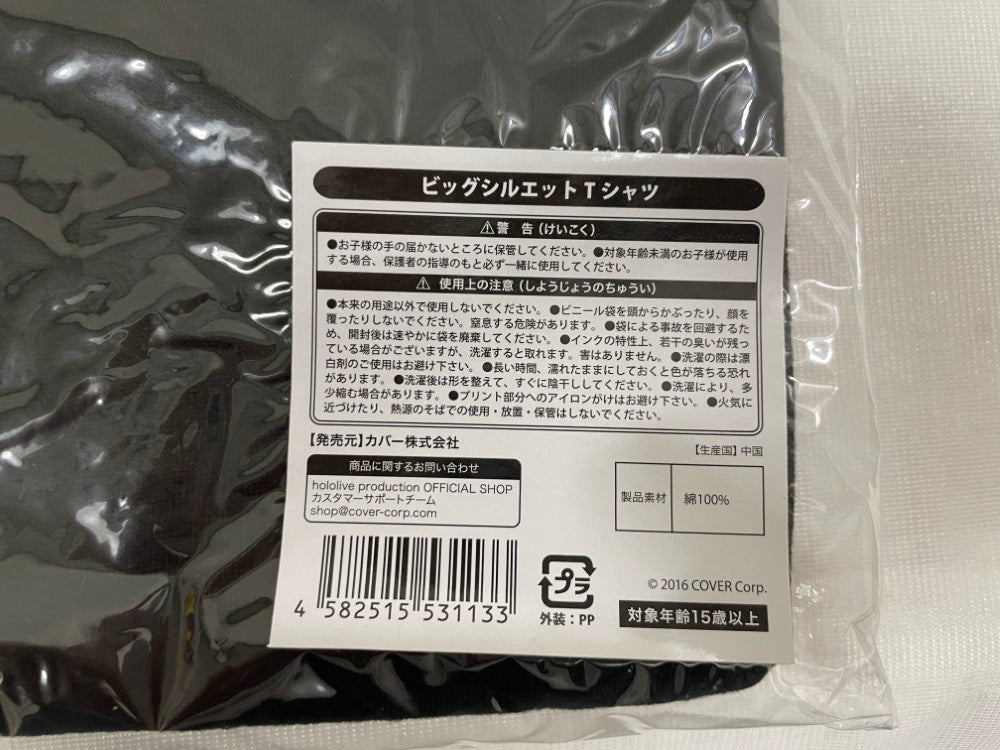 ビッグシルエットTシャツ
⚠警 告(けいこく)
●お子様の手の届かないところに保管してください。●対象年齢未満のお子様が使用
する場合、保護者の指導のもと必ず一緒に使用してください。
⚠ 使用上の注意(しようじょうのちゅうい)
●本来の用途以外で使用しないでください。●ビニール袋を頭からかぶったり、顔を
覆ったりしないでください。窒息する危険があります。●袋による事故を回避するた
め、開封後は速やかに袋を廃棄してください。●インクの特性上、若干の臭いが残っ
ている場合がございますが、洗濯すると取れます。害はありません。●洗濯の際は漂
白剤のご使用はお避け下さい。●長い時間、濡れたままにしておくと色が落ちる恐れ
があります。●洗濯後は形を整えて、すぐに陰干ししてください。●洗濯により、多
少縮む場合があります。●プリント部分へのアイロンがけはお避け下さい。●火気に
近づけたり、熱源のそばでの使用・放置・保管はしないでください。
【発売元】カバー株式会社
【生産国】中国
商品に関するお問い合わせ
hololive production OFFICIAL SHOP
カスタマーサポートチーム
shop@cover-corp.com
製品素材 綿100%
4 582515 531133
プラ
外装:PP
© 2016 COVER Corp.
対象年齢15歳以上